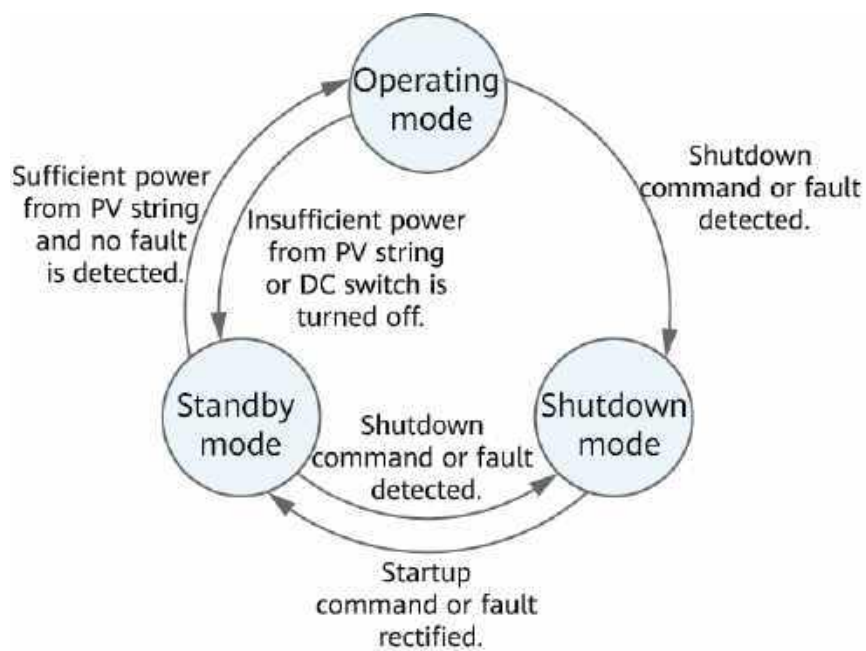 Operating
mode
Shutdown
command or fault
detected.
Sufficient power
from PV string
and no fault
is detected.
Insufficient power
from PV string
or DC switch is
turned off.
Standby
mode
Shutdown
mode
Shutdown
command or fault
detected.
Startup
command or fault
rectified.